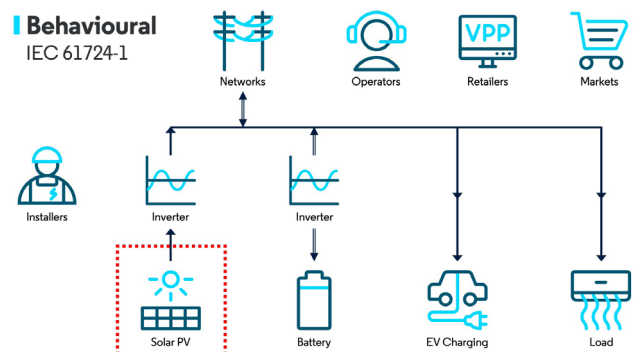 Behavioural
IEC 61724-1
VPP
Networks
Operators
Retailers
Markets
Installers
Inverter
Inverter
Solar PV
Battery
EV Charging
Load